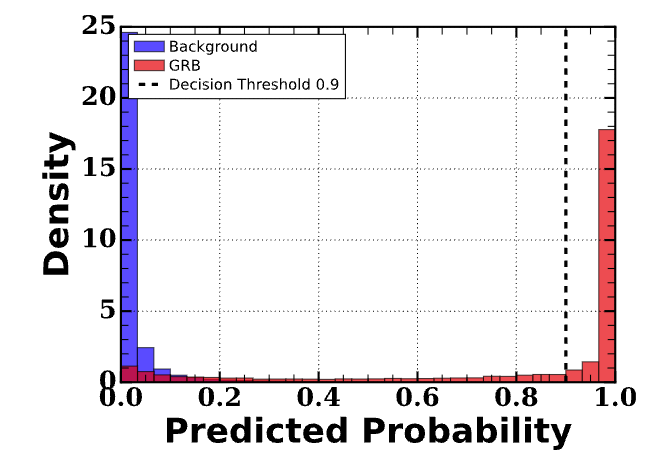 25
20
15
10
5
0
Density
Background
GRB
Decision Threshold 0.9
0.0 0.2 0.4 0.6 0.8 1.0
Predicted Probability